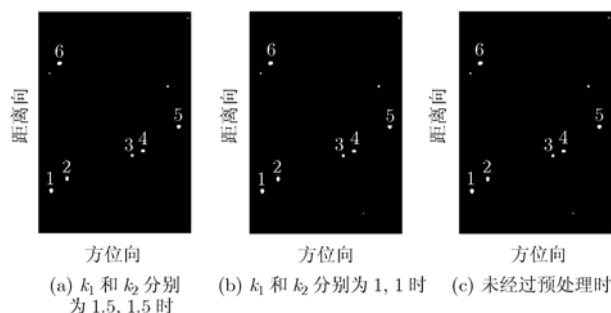 6
5
4
3
2
1
距离向
方位向
(a) k₁ 和 k₂ 分别
为 1.5, 1.5 时
6
5
4
3
2
1
距离向
方位向
(b) k₁ 和 k₂ 分别为 1, 1 时
6
5
4
3
2
1
距离向
方位向
(c) 未经过预处理时